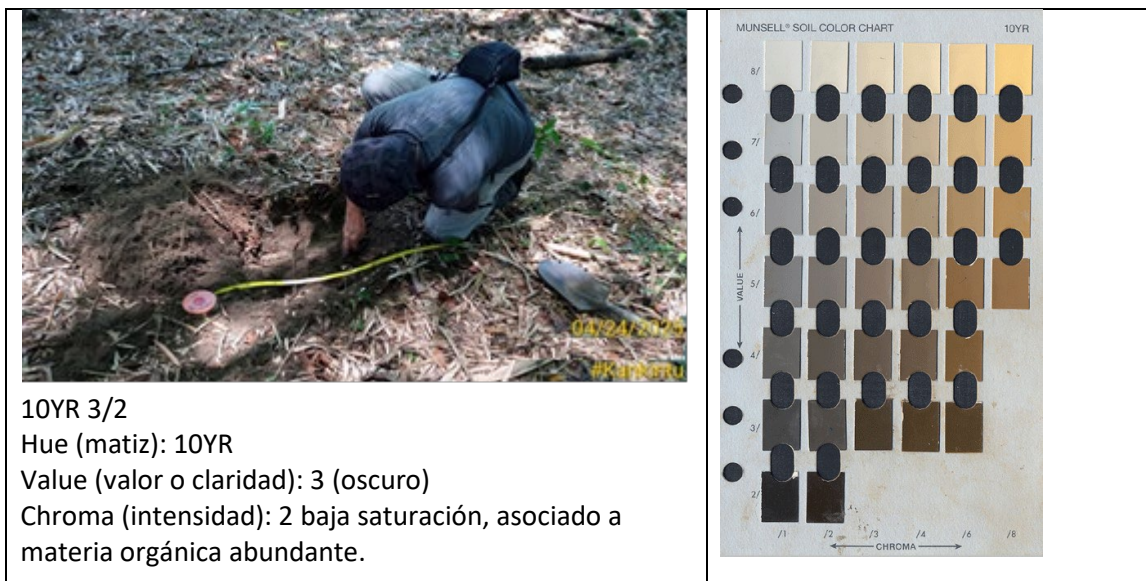 04/24/2025
#KankaRu
10YR 3/2
Hue (matiz): 10YR
Value (valor o claridad): 3 (oscuro)
Chroma (intensidad): 2 baja saturación, asociado a
materia orgánica abundante.
MUNSELL® SOIL COLOR CHART 10YR
8/
7/
6/
5/
4/
3/
2/
VALUE
/1 /2 /3 /4 /6 /8
CHROMA